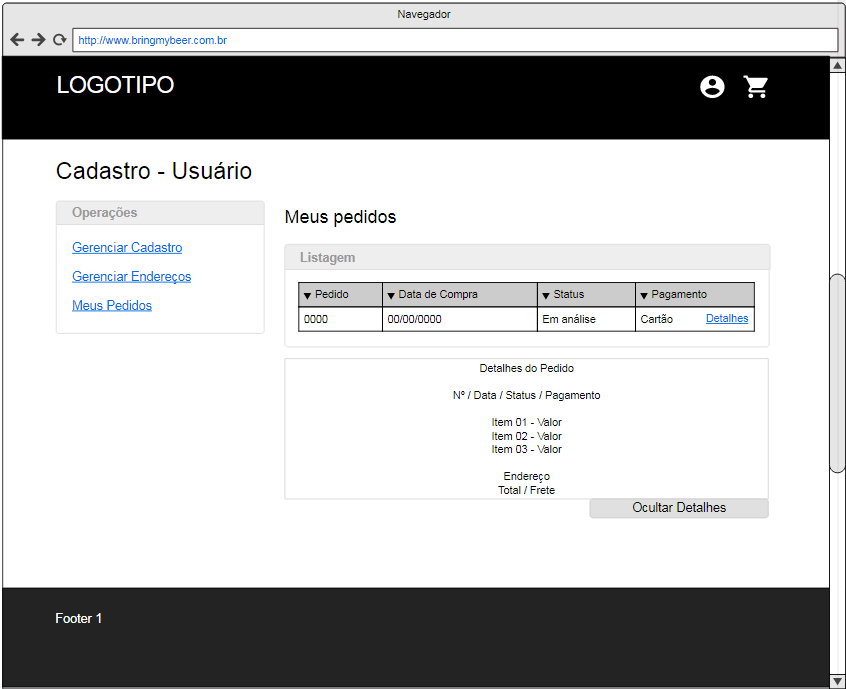 Navegador
http://www.bringmybeer.com.br
LOGOTIPO
Cadastro - Usuário
Operações
Gerenciar Cadastro
Gerenciar Endereços
Meus Pedidos
Meus pedidos
Listagem
Pedido Data de Compra Status Pagamento
0000 00/00/0000 Em análise Cartão Detalhes
Detalhes do Pedido
Nº / Data / Status / Pagamento
Item 01 - Valor
Item 02 - Valor
Item 03 - Valor
Endereço
Total / Frete
Ocultar Detalhes
Footer 1